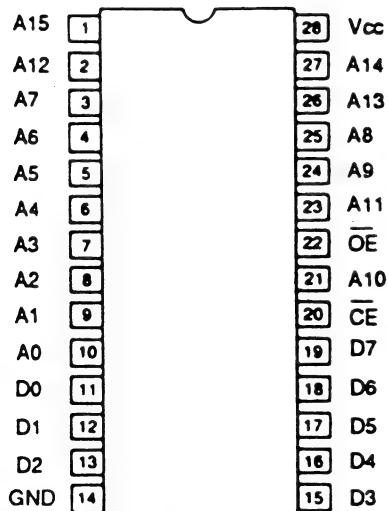 A15 1 28 Vcc
A12 2 27 A14
A7 3 26 A13
A6 4 25 A8
A5 5 24 A9
A4 6 23 A11
A3 7 22 OE
A2 8 21 A10
A1 9 20 CE
A0 10 19 D7
D0 11 18 D6
D1 12 17 D5
D2 13 16 D4
GND 14 15 D3